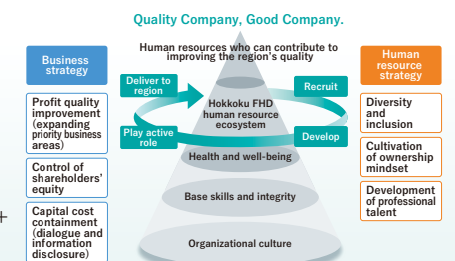 Quality Company, Good Company.
Human resources who can contribute to
improving the region's quality
Business
strategy
Profit quality
improvement
(expanding
priority business
areas)
Control of
shareholders'
equity
Capital cost
containment
(dialogue and
information
disclosure)
+
Deliver to
region
Recruit
Hokkoku FHD
human resource
ecosystem
Play active
role
Develop
Health and well-being
Base skills and integrity
Organizational culture
Human
resource
strategy
Diversity
and
inclusion
Cultivation
of ownership
mindset
Development
of professional
talent